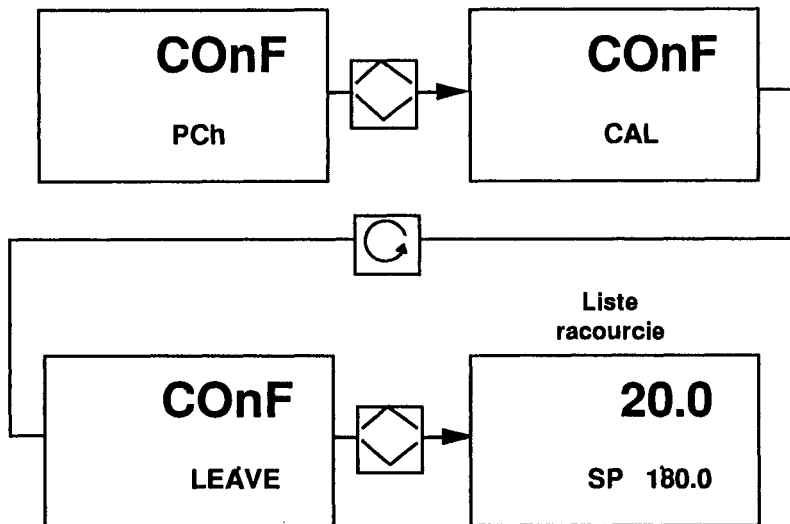 COnF
PCh
COnF
CAL
Liste
racourcie
COnF
LEAVE
20.0
SP 180.0